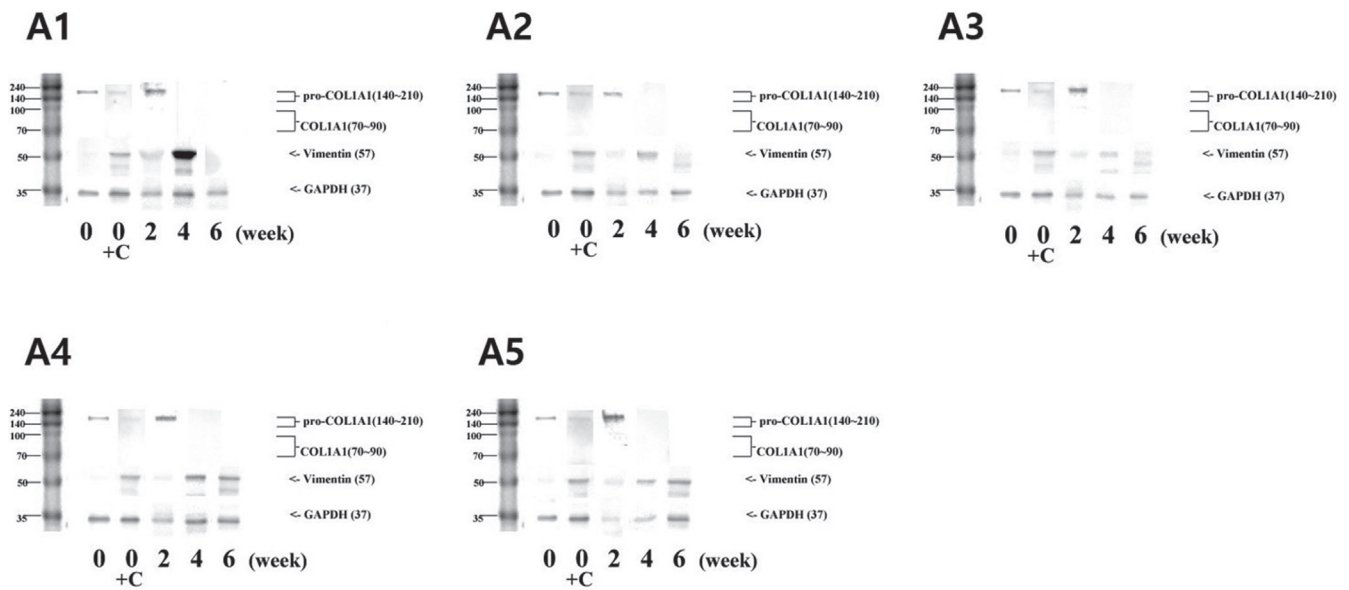 A1
240
140
100
70
50
35
pro-COL1A1(140~210)
COL1A1(70~90)
<- Vimentin (57)
<- GAPDH (37)
0 0 2 4 6 (week)
+C
A2
240
140
100
70
50
35
pro-COL1A1(140~210)
COL1A1(70~90)
<- Vimentin (57)
<- GAPDH (37)
0 0 2 4 6 (week)
+C
A3
240
140
100
70
50
35
pro-COL1A1(140~210)
COL1A1(70~90)
<- Vimentin (57)
<- GAPDH (37)
0 0 2 4 6 (week)
+C
A4
240
140
100
70
50
35
pro-COL1A1(140~210)
COL1A1(70~90)
<- Vimentin (57)
<- GAPDH (37)
0 0 2 4 6 (week)
+C
A5
240
140
100
70
50
35
pro-COL1A1(140~210)
COL1A1(70~90)
<- Vimentin (57)
<- GAPDH (37)
0 0 2 4 6 (week)
+C